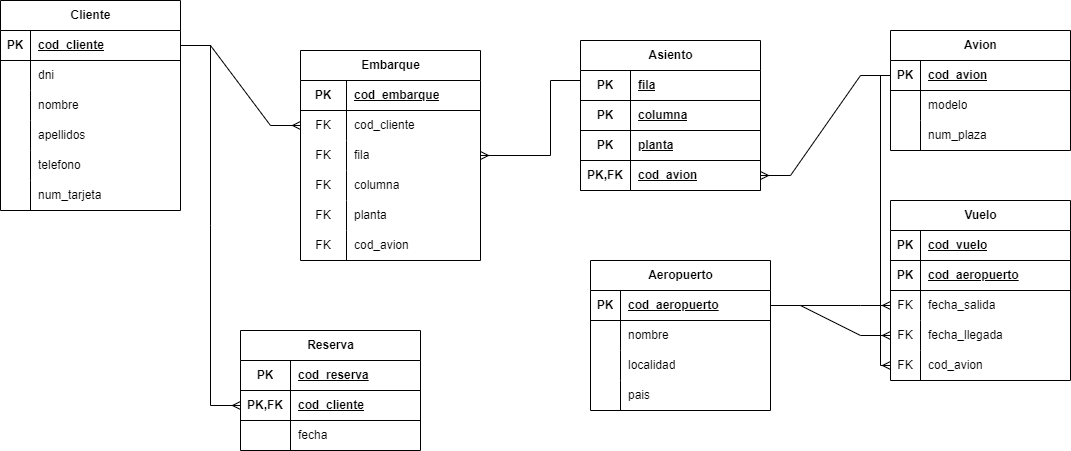 Cliente
PK cod_cliente
dni
nombre
apellidos
telefono
num_tarjeta
Embarque
PK cod_embarque
FK cod_cliente
FK fila
FK columna
FK planta
FK cod_avion
Asiento
PK fila
PK columna
PK planta
PK,FK cod_avion
Avion
PK cod_avion
modelo
num_plaza
Vuelo
PK cod_vuelo
PK cod_aeropuerto
FK fecha_salida
FK fecha_llegada
FK cod_avion
Aeropuerto
PK cod_aeropuerto
nombre
localidad
pais
Reserva
PK cod_reserva
PK,FK cod_cliente
fecha